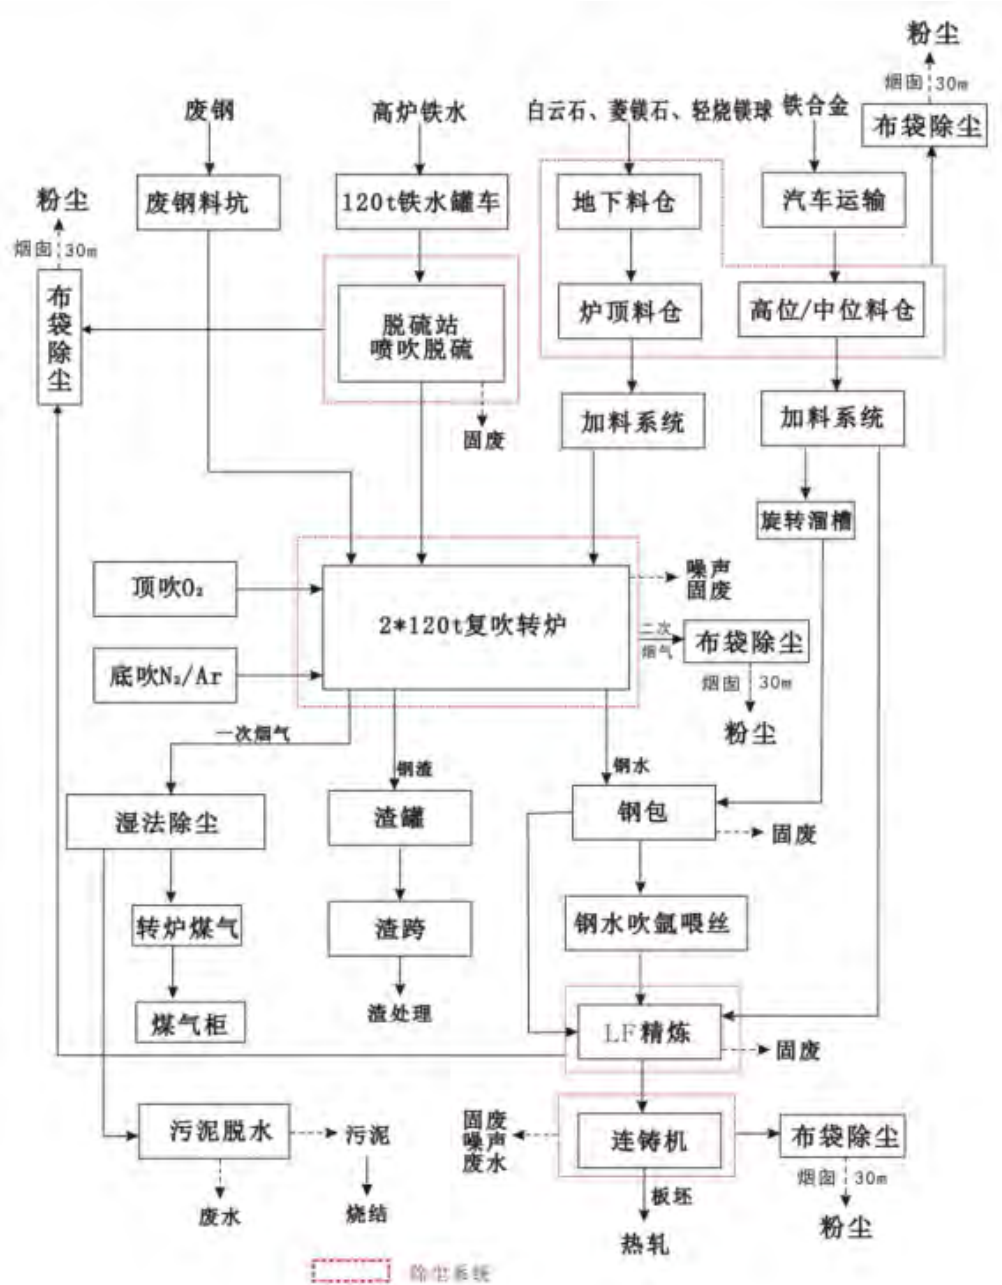 粉尘
烟囱 30m
布袋除尘
废钢
高炉铁水
白云石、菱镁石、轻烧镁球
铁合金
粉尘
烟囱 30m
布袋除尘
废钢料坑
120t铁水罐车
地下料仓
汽车运输
脱硫站
喷吹脱硫
炉顶料仓
高位/中位料仓
固废
加料系统
加料系统
旋转溜槽
顶吹O₂
底吹N₂/Ar
2*120t复吹转炉
噪声
固废
二次
烟气
布袋除尘
烟囱 30m
粉尘
一次烟气
钢渣
钢水
湿法除尘
渣罐
钢包
固废
转炉煤气
渣跨
钢水吹氩喂丝
煤气柜
渣处理
LF精炼
固废
污泥脱水
污泥
固废
噪声
废水
连铸机
布袋除尘
烟囱 30m
粉尘
废水
烧结
板坯
热轧
除尘系统